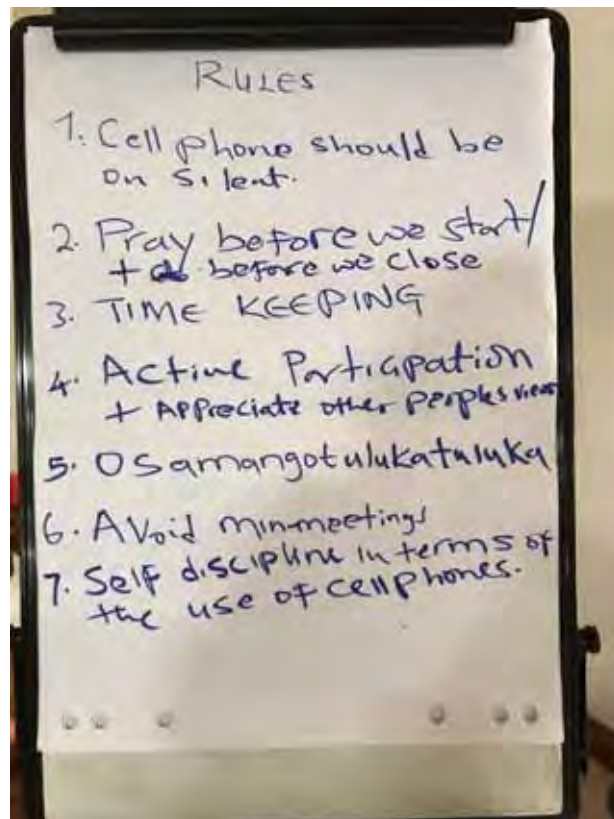 RULES
1. Cell phone should be
on silent.
2. Pray before we start/
+ before we close
3. TIME KEEPING
4. Active Participation
+ Appreciate other peoples views
5. Osamangotulukatuluka
6. Avoid min-meetings
7. Self discipline in terms of
the use of cellphones.